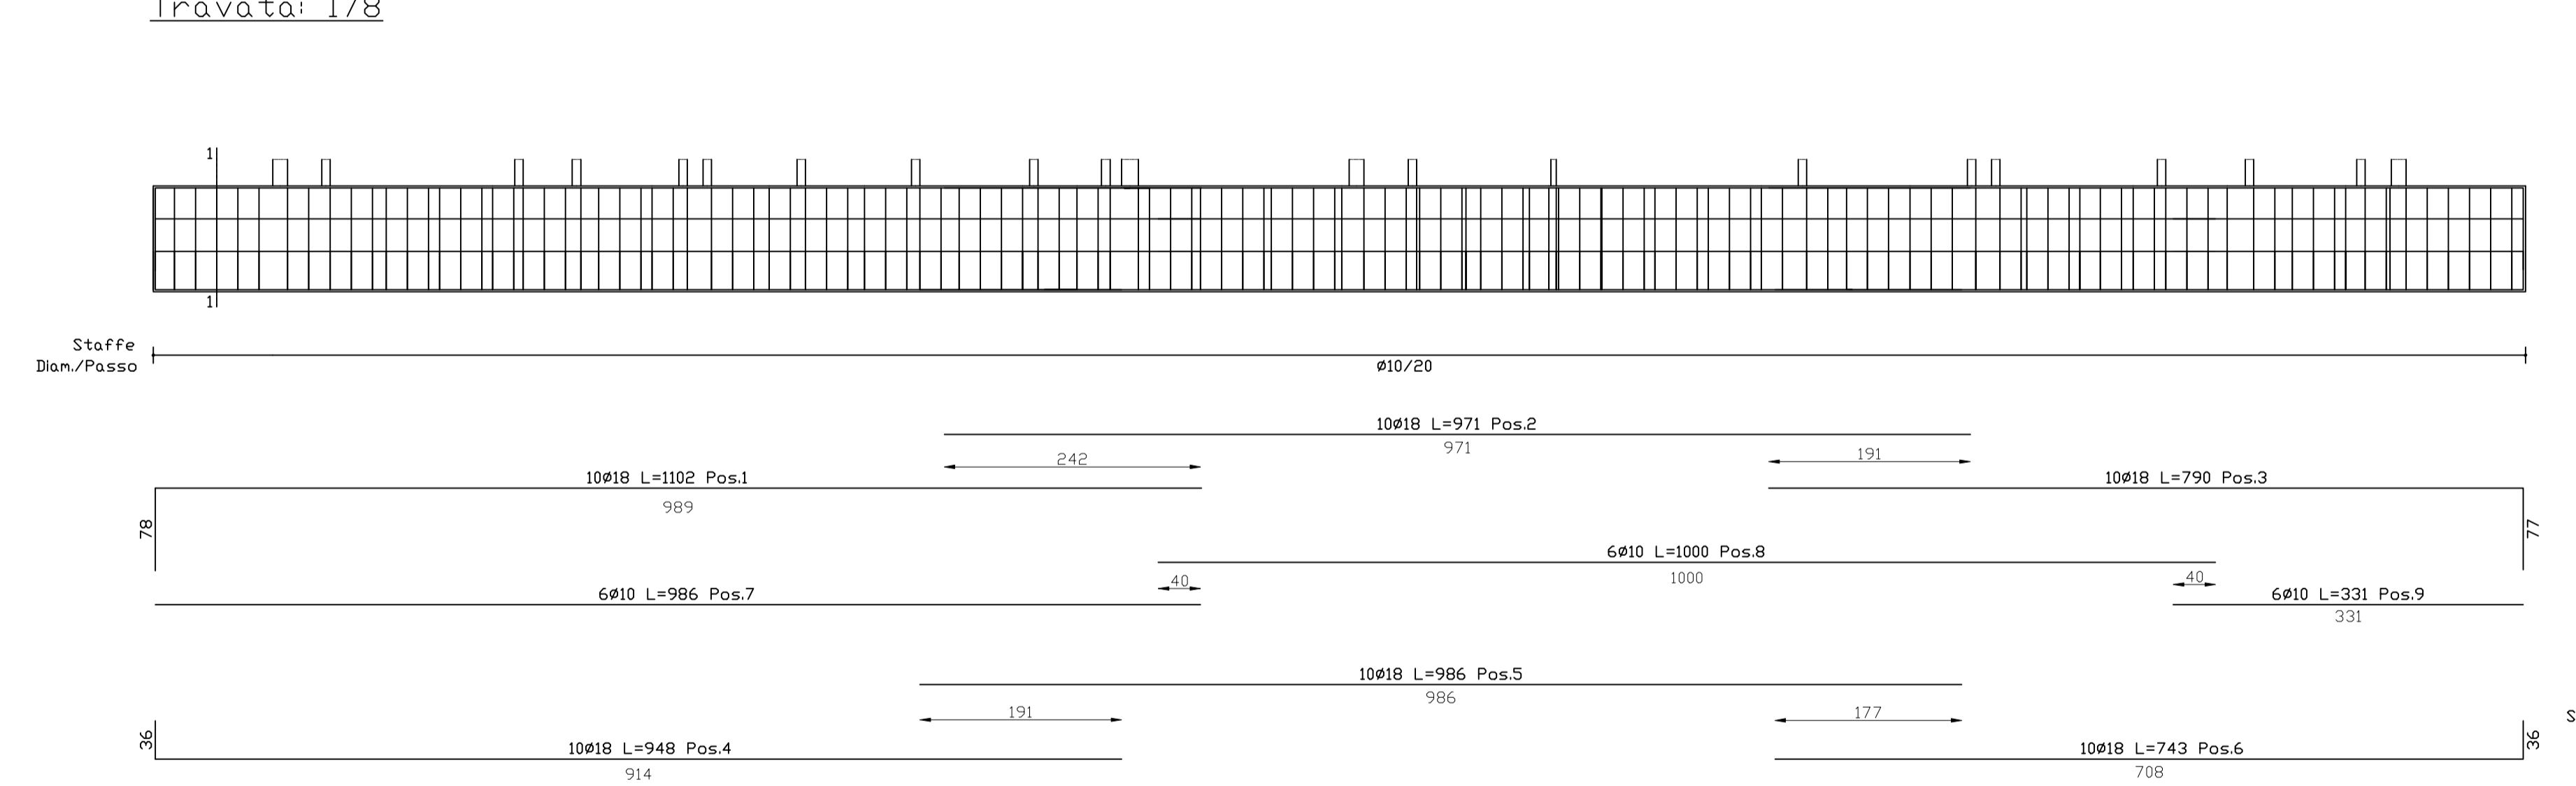 Travata: 178
1
1
Staffe
Diam./Passo
Ø10/20
10Ø18 L=971 Pos.2
971
242
191
10Ø18 L=1102 Pos.1
989
10Ø18 L=790 Pos.3
78
77
6Ø10 L=1000 Pos.8
1000
40
40
6Ø10 L=986 Pos.7
6Ø10 L=331 Pos.9
331
10Ø18 L=986 Pos.5
986
191
177
36
10Ø18 L=948 Pos.4
914
10Ø18 L=743 Pos.6
708
36